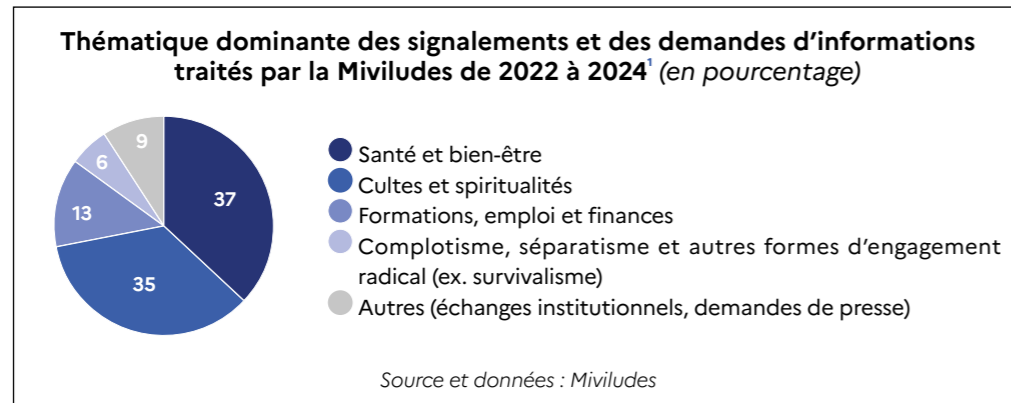 Thématique dominante des signalements et des demandes d'informations
traités par la Miviludes de 2022 à 2024¹ (en pourcentage)
9
6
37
13
35
Santé et bien-être
Cultes et spiritualités
Formations, emploi et finances
Complotisme, séparatisme et autres formes d'engagement
radical (ex. survivalisme)
Autres (échanges institutionnels, demandes de presse)
Source et données : Miviludes